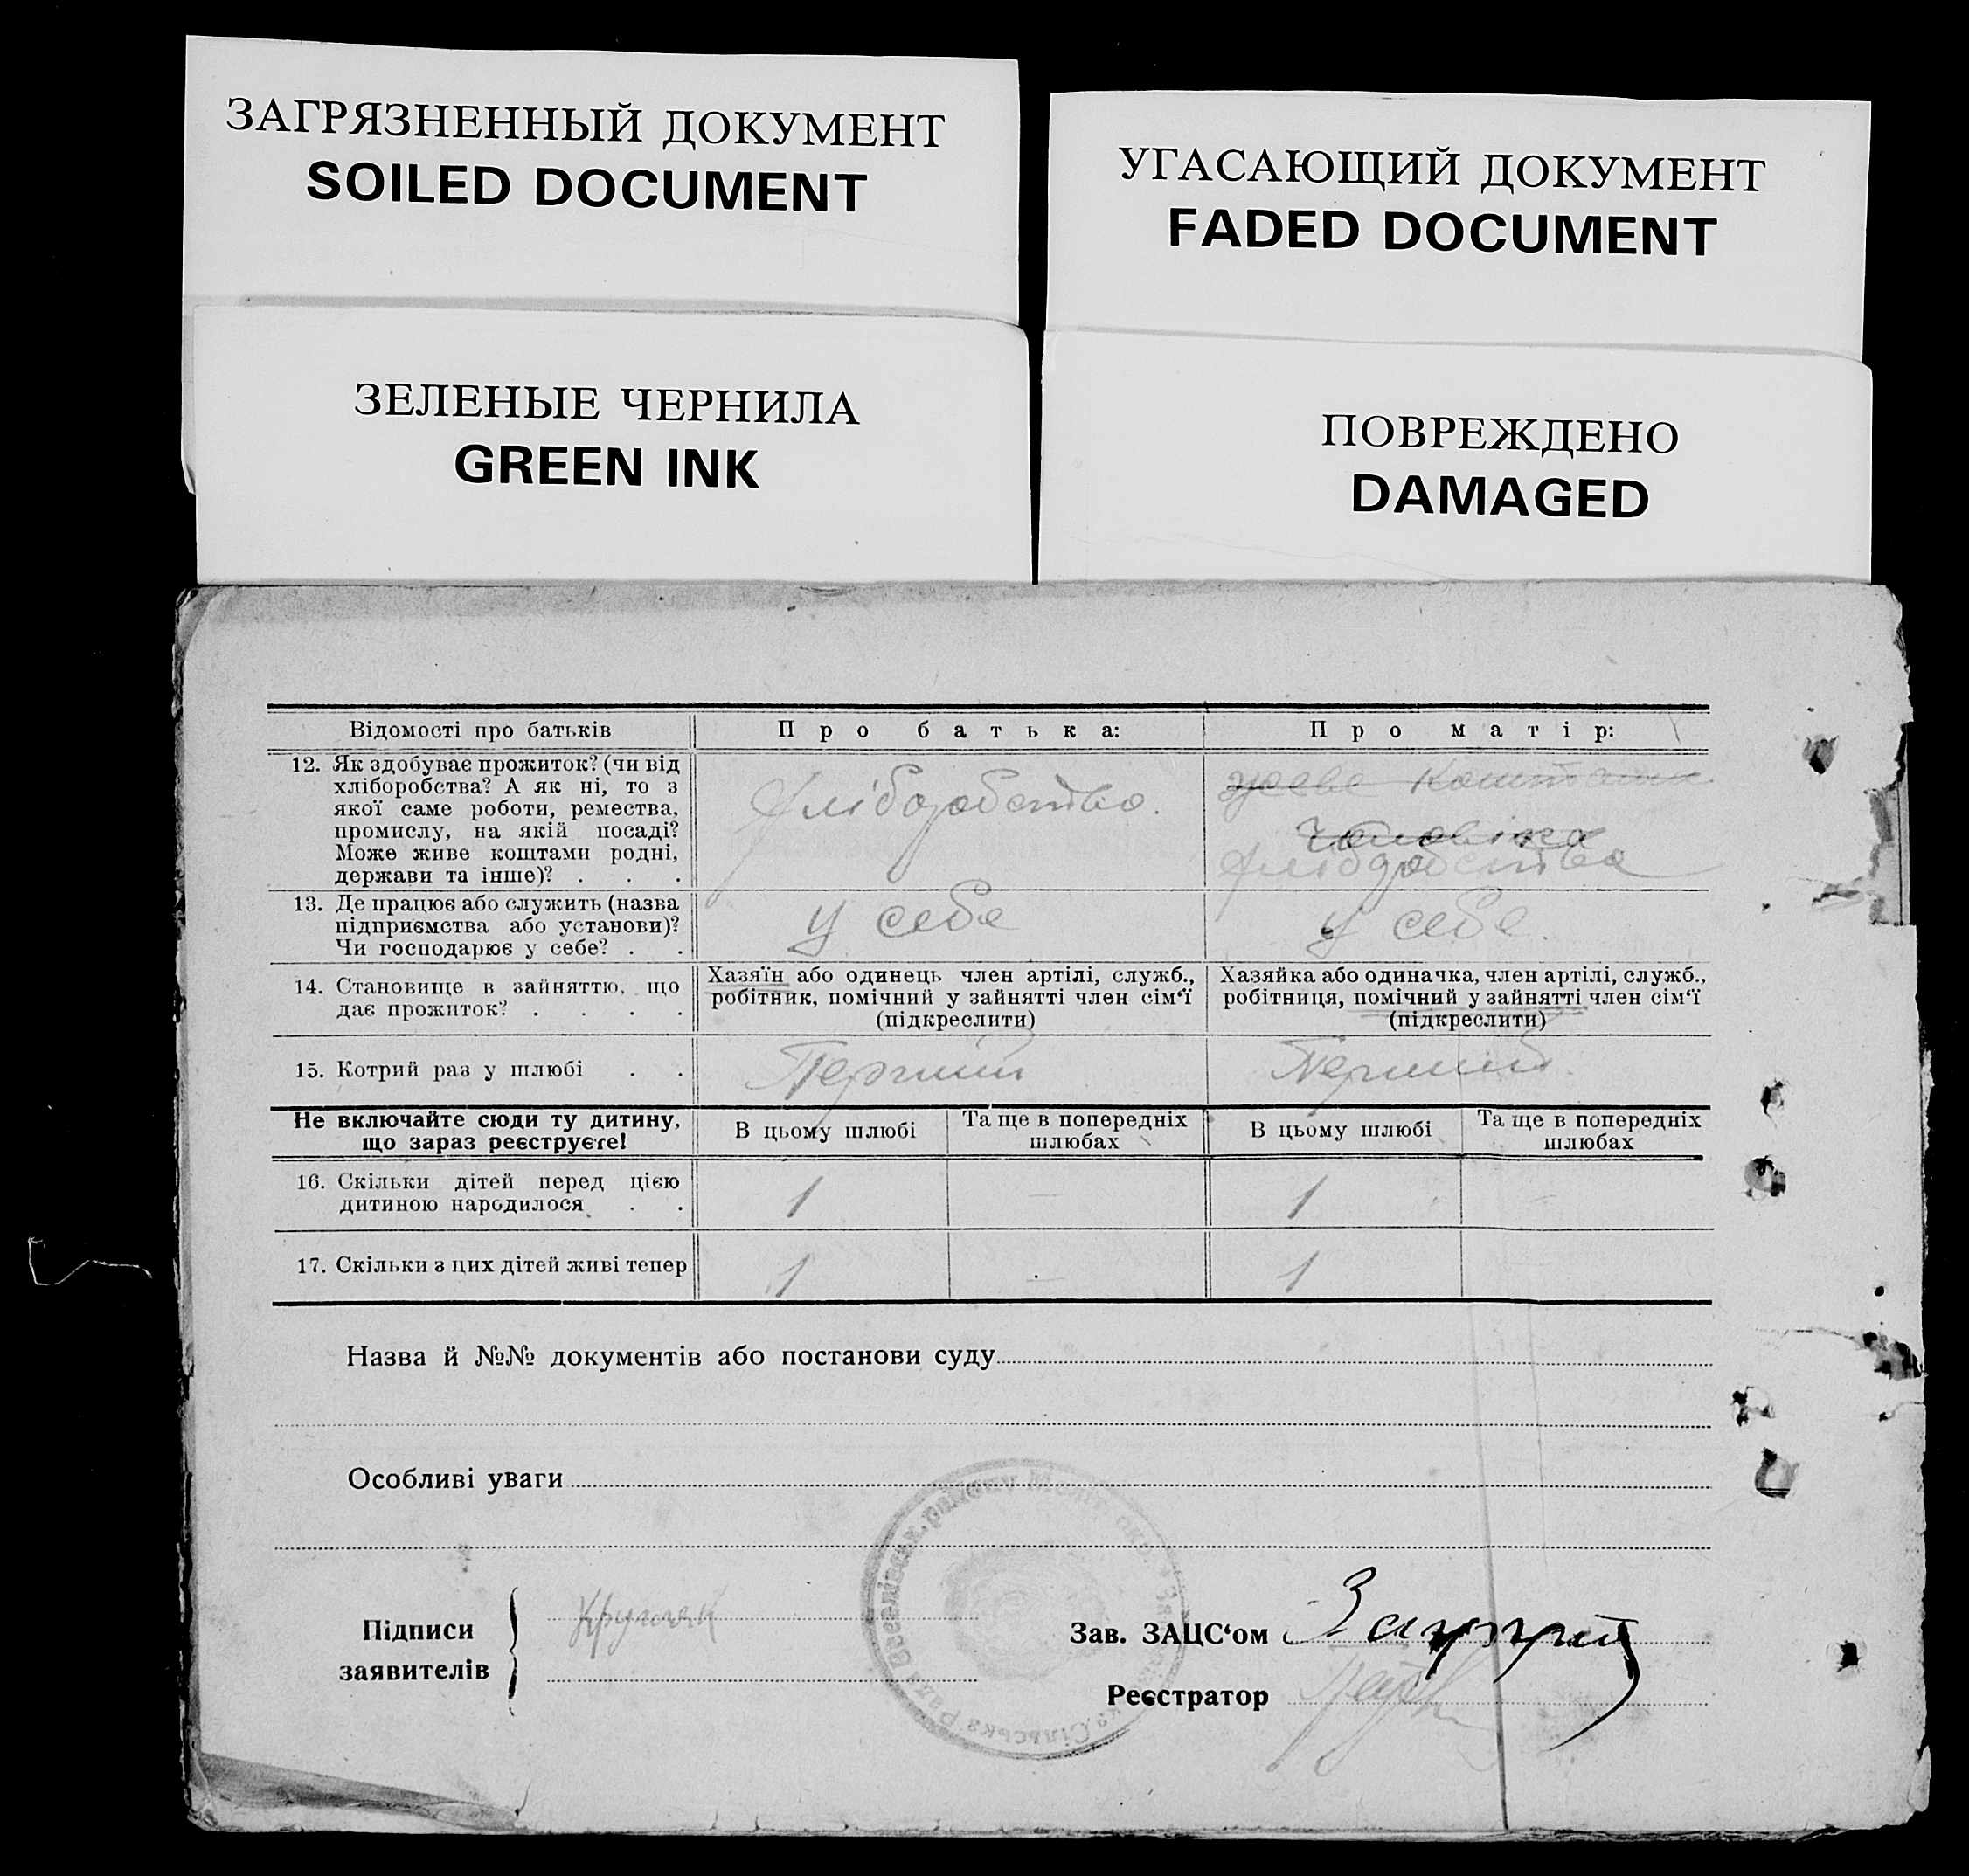 ЗАГРЯЗНЕННЫЙ ДОКУМЕНТ
SOILED DOCUMENT
УГАСАЮЩИЙ ДОКУМЕНТ
FADED DOCUMENT
ЗЕЛЕНЫЕ ЧЕРНИЛА
GREEN INK
ПОВРЕЖДЕНО
DAMAGED
Відомості про батьків
Про батька:
Про матір:
12. Як здобуває прожиток? (чи від
хліборобства? А як ні, то з
якої саме роботи, ремества,
промислу, на якій посаді?
Може живе коштами родні,
держави та інше)? . . .
хліборобство.
коштами
чоловіка
хліборобства
13. Де працює або служить (назва
підприємства або установи)?
Чи господарює у себе? . .
у себе
у себе.
14. Становище в зайняттю, що
дає прожиток? . . . .
Хазяїн або одинець член артілі, служб.,
робітник, помічний у зайнятті член сім‘ї
(підкреслити)
Хазяйка або одиначка, член артілі, служб.,
робітниця, помічний у зайнятті член сім‘ї
(підкреслити)
15. Котрий раз у шлюбі . .
Перший
Перший
Не включайте сюди ту дитину,
що зараз реєструєте!
В цьому шлюбі
Та ще в попередніх
шлюбах
В цьому шлюбі
Та ще в попередніх
шлюбах
16. Скільки дітей перед цією
дитиною народилося . .
1
—
1
17. Скільки з цих дітей живі тепер
1
—
1
Назва й №№ документів або постанови суду
Особливі уваги
Підписи
заявителів
Зав. ЗАЦС‘ом
Реєстратор
Сільська Рада
району